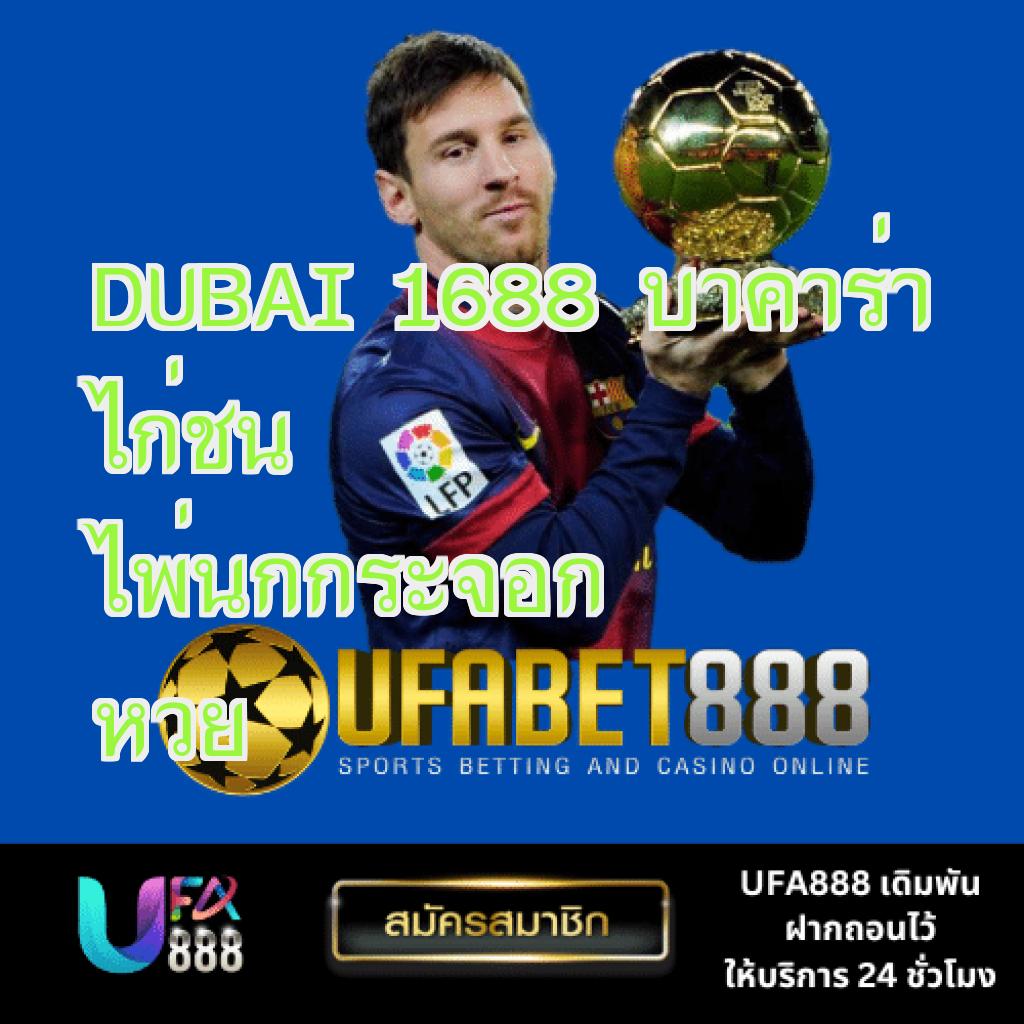 DUBAI 1688 บาคาร่า
ไก่ชน
ไพ่นกกระจอก
หวย
LFP
UFABET888
SPORTS BETTING AND CASINO ONLINE
UFA
888
สมัครสมาชิก
UFA888 เดิมพัน
ฝากถอนไว้
ให้บริการ 24 ชั่วโมง